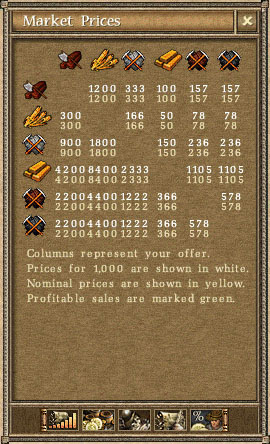 Market Prices
1200 333 100 157 157
1200 333 100 157 157
300 166 50 78 78
300 166 50 78 78
900 1800 150 236 236
900 1800 150 236 236
4200 8400 2333 1105 1105
4200 8400 2333 1105 1105
2200 4400 1222 366 578
2200 4400 1222 366 578
2200 4400 1222 366 578
2200 4400 1222 366 578
Columns represent your offer.
Prices for 1,000 are shown in white.
Nominal prices are shown in yellow.
Profitable sales are marked green.
%